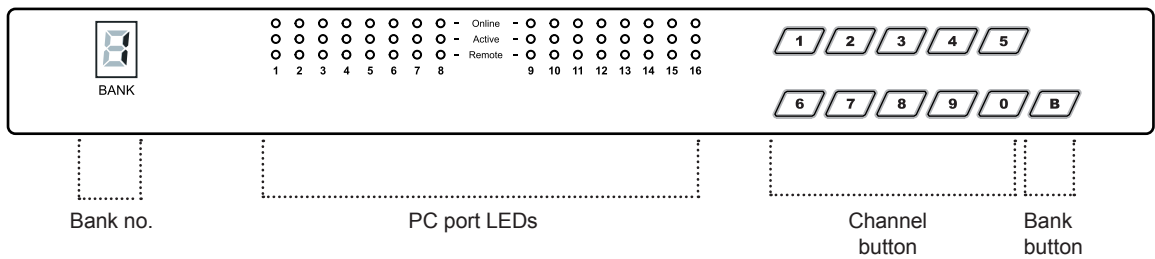 1
BANK
Online
Active
Remote
1 2 3 4 5 6 7 8 9 10 11 12 13 14 15 16
1 2 3 4 5
6 7 8 9 0 B
Bank no.
PC port LEDs
Channel
button
Bank
button